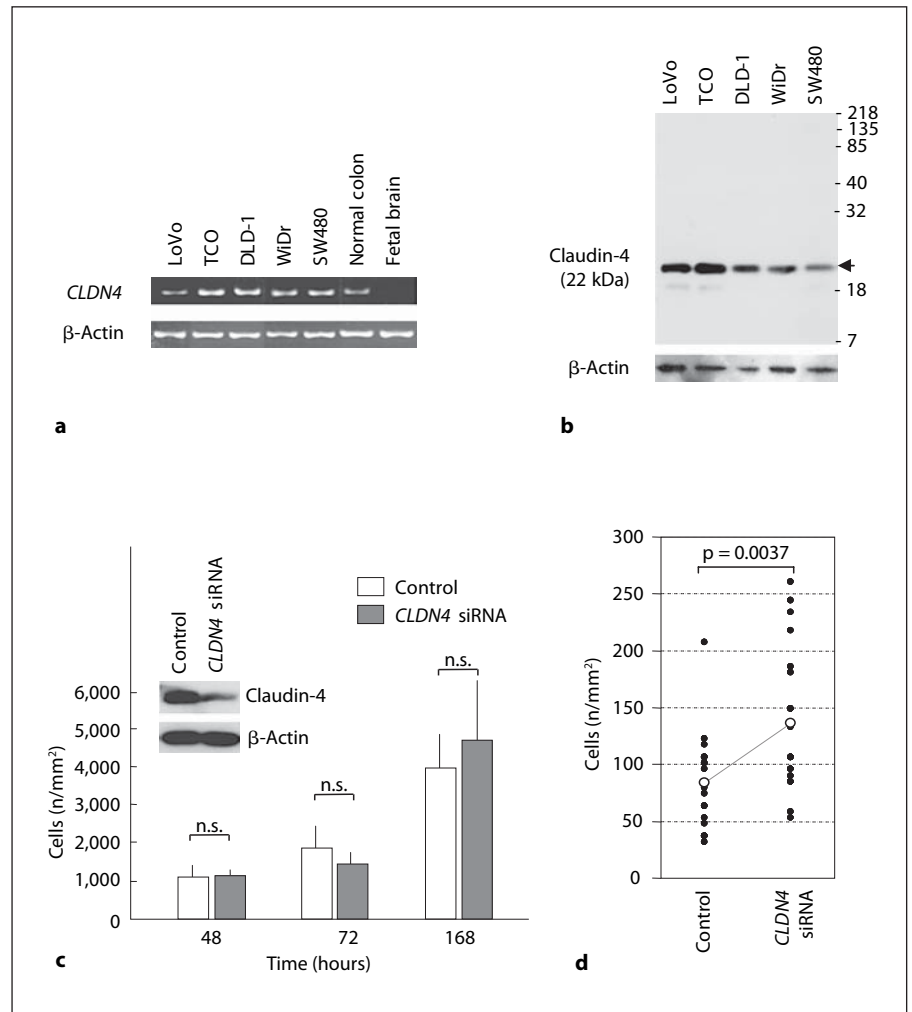 LoVo
TCO
DLD-1
WiDr
SW480
Normal colon
Fetal brain
CLDN4
β-Actin
a
LoVo
TCO
DLD-1
WiDr
SW480
- 218
- 135
- 85
- 40
- 32
Claudin-4
(22 kDa)
- 18
- 7
β-Actin
b
Control
CLDN4 siRNA
Claudin-4
β-Actin
Control
CLDN4 siRNA
Cells (n/mm²)
6,000
5,000
4,000
3,000
2,000
1,000
0
n.s.
n.s.
n.s.
48
72
168
Time (hours)
c
Cells (n/mm²)
300
250
200
150
100
50
0
p = 0.0037
Control
CLDN4
siRNA
d